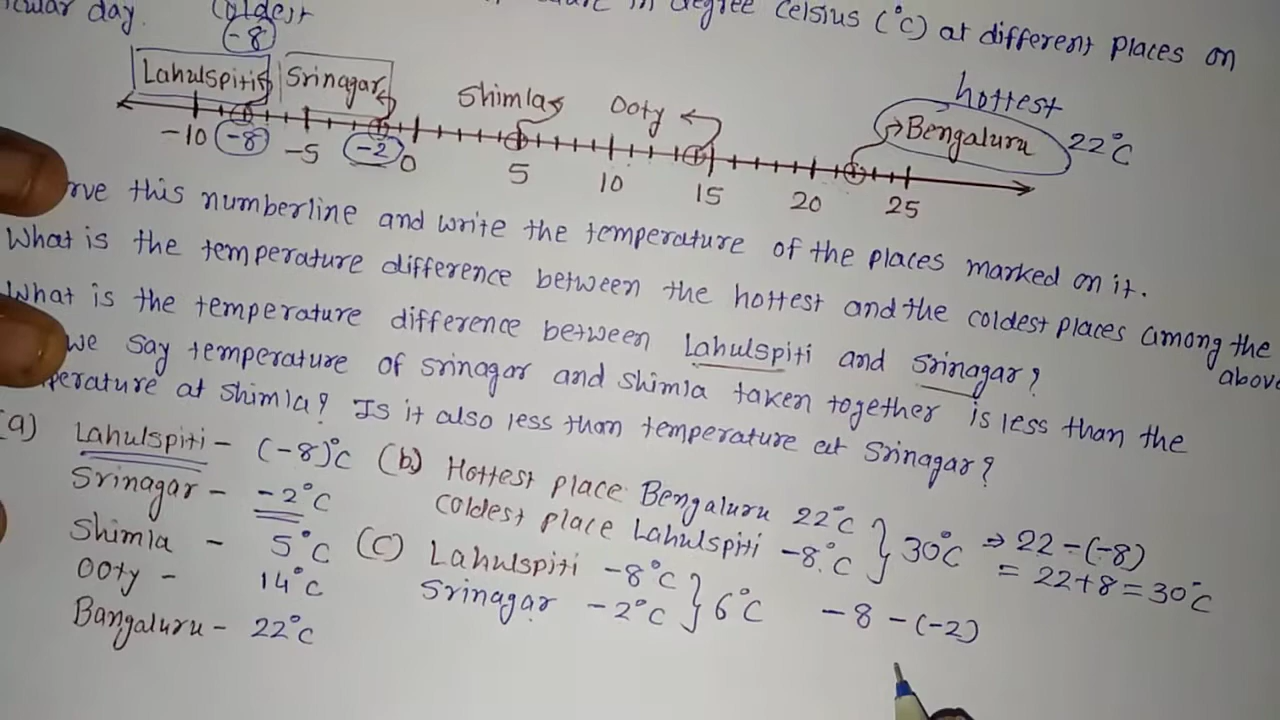 day. Coldest in degree celsius (°C) at different places on
-8
hottest
Lahulspiti Srinagar Shimla Ooty Bengaluru 22°C
-10 -8 -5 -2 0 5 10 15 20 25
this numberline and write the temperature of the places marked on it.
What is the temperature difference between the hottest and the coldest places among the above
What is the temperature difference between Lahulspiti and Srinagar?
we say temperature of srinagar and shimla taken together is less than the
at shimla? Is it also less than temperature at Srinagar?
(a) Lahulspiti - (-8)°C
Srinagar - -2°C
Shimla - 5°C
Ooty - 14°C
Bangaluru - 22°C
(b) Hottest place Bengaluru 22°C
coldest place Lahulspiti -8°C } 30°C ⇒ 22-(-8)
= 22+8 = 30°C
(C) Lahulspiti -8°C
Srinagar -2°C } 6°C -8 - (-2)